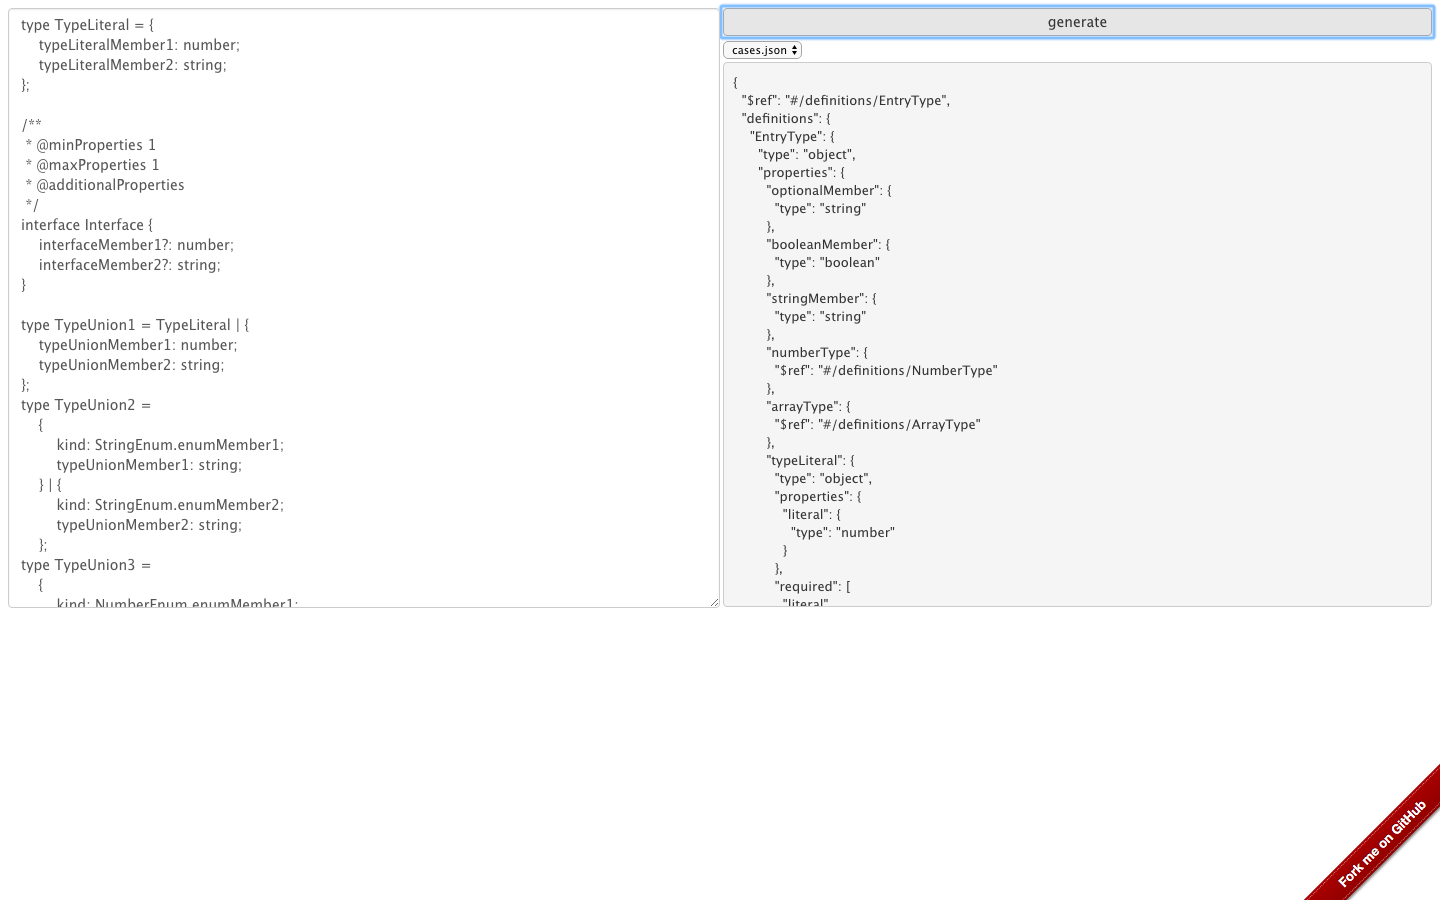 type TypeLiteral = {
    typeLiteralMember1: number;
    typeLiteralMember2: string;
};

/**
 * @minProperties 1
 * @maxProperties 1
 * @additionalProperties
 */
interface Interface {
    interfaceMember1?: number;
    interfaceMember2?: string;
}

type TypeUnion1 = TypeLiteral | {
    typeUnionMember1: number;
    typeUnionMember2: string;
};
type TypeUnion2 =
    {
        kind: StringEnum.enumMember1;
        typeUnionMember1: string;
    } | {
        kind: StringEnum.enumMember2;
        typeUnionMember2: string;
    };
type TypeUnion3 =
    {
        kind: NumberEnum.enumMember1;
generate
cases.json
{
  "$ref": "#/definitions/EntryType",
  "definitions": {
    "EntryType": {
      "type": "object",
      "properties": {
        "optionalMember": {
          "type": "string"
        },
        "booleanMember": {
          "type": "boolean"
        },
        "stringMember": {
          "type": "string"
        },
        "numberType": {
          "$ref": "#/definitions/NumberType"
        },
        "arrayType": {
          "$ref": "#/definitions/ArrayType"
        },
        "typeLiteral": {
          "type": "object",
          "properties": {
            "literal": {
              "type": "number"
            }
          },
          "required": [
            "literal"
Fork me on GitHub